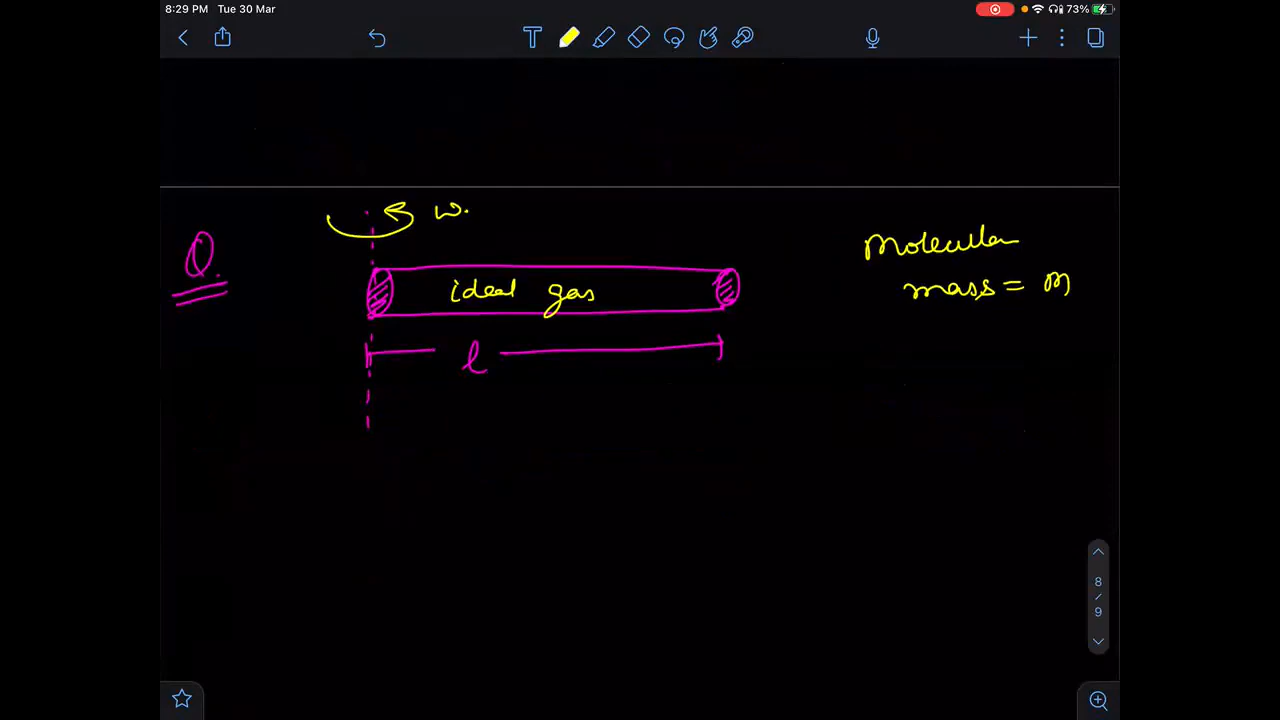 8:29 PM Tue 30 Mar
73%
T
ω.
Q.
ideal gas
Molecular
mass = M
l
8
/
9